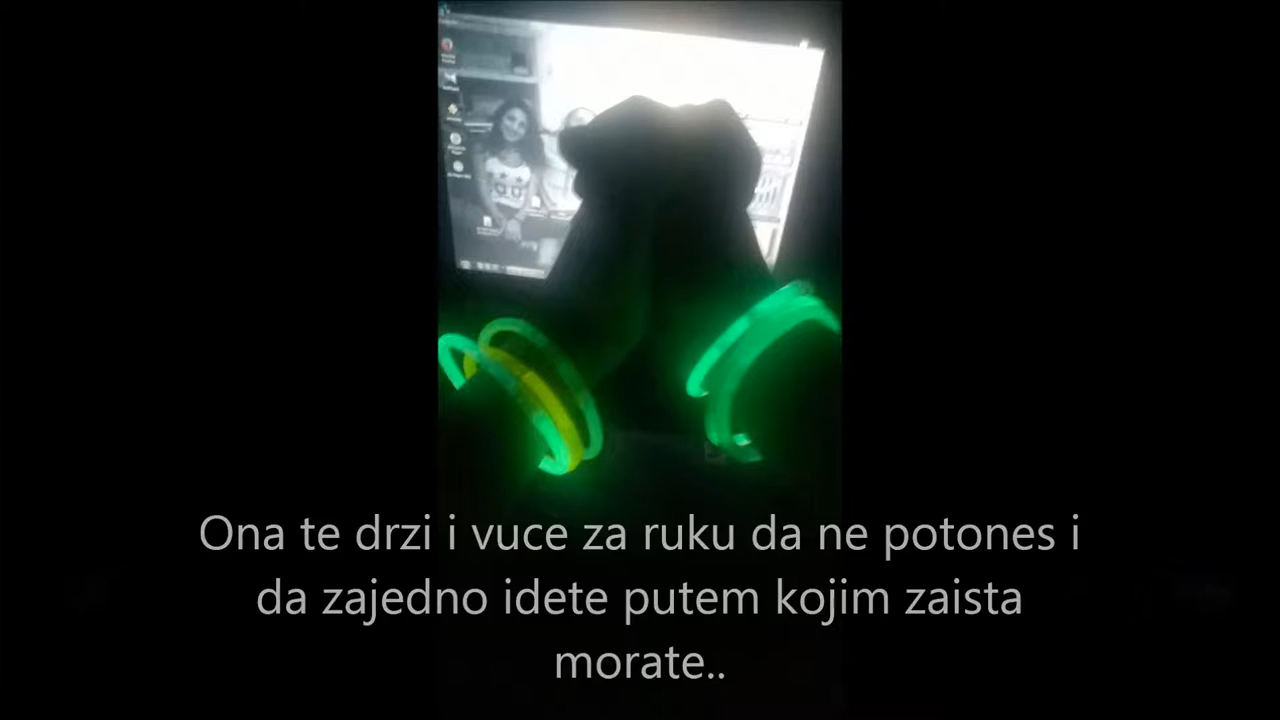 Ona te drzi i vuce za ruku da ne potones i
da zajedno idete putem kojim zaista
morate..